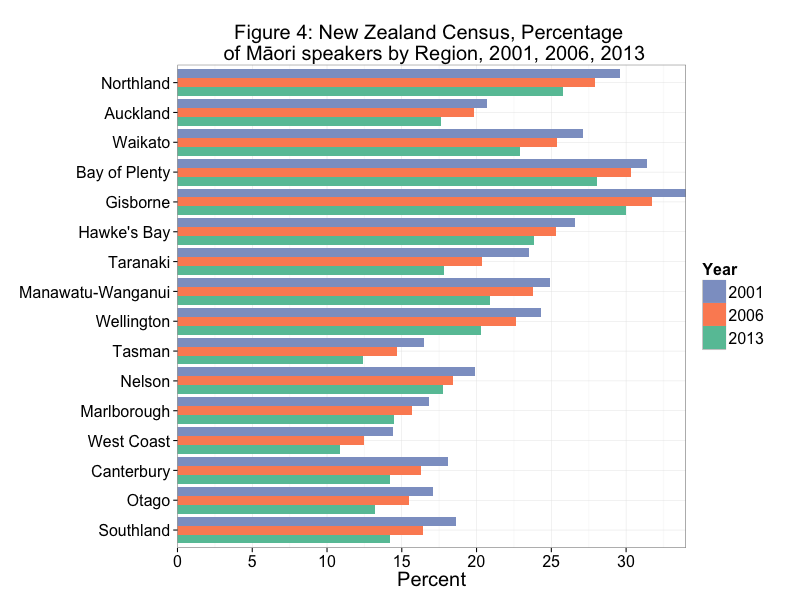 Figure 4: New Zealand Census, Percentage
of Māori speakers by Region, 2001, 2006, 2013
Northland
Auckland
Waikato
Bay of Plenty
Gisborne
Hawke's Bay
Taranaki
Manawatu-Wanganui
Wellington
Tasman
Nelson
Marlborough
West Coast
Canterbury
Otago
Southland
0 5 10 15 20 25 30
Percent
Year
2001
2006
2013